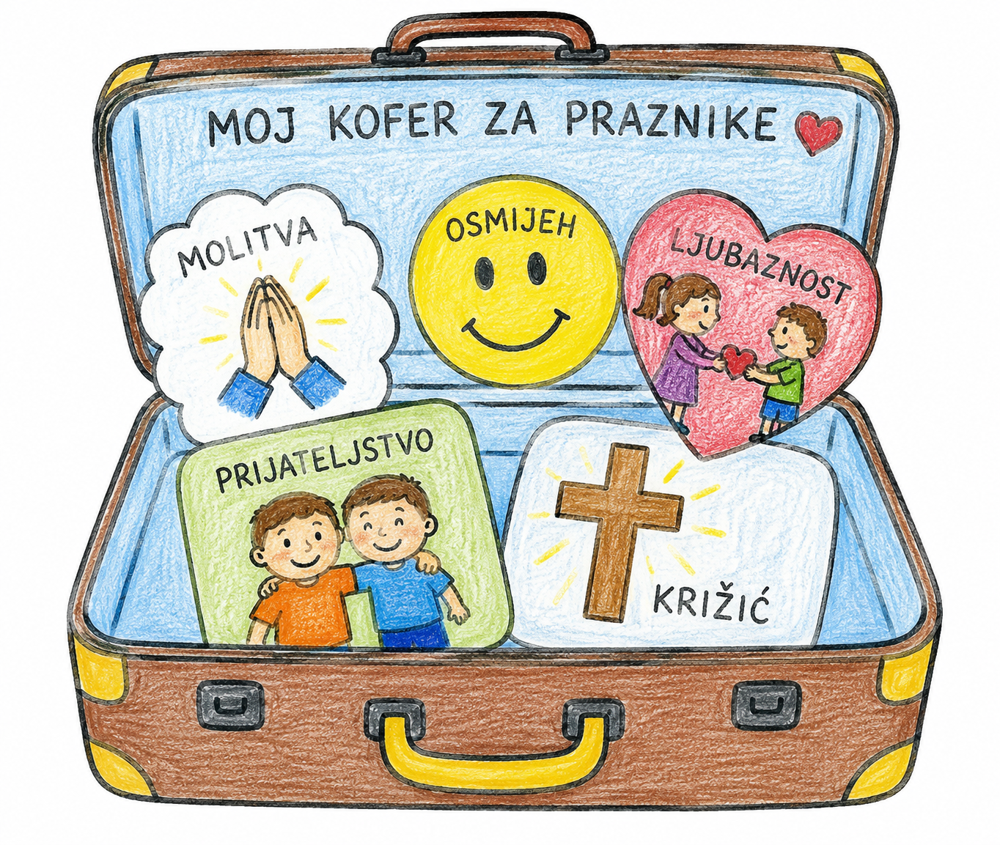 MOJ KOFER ZA PRAZNIKE
MOLITVA
OSMIJEH
LJUBAZNOST
PRIJATELJSTVO
KRIŽIĆ